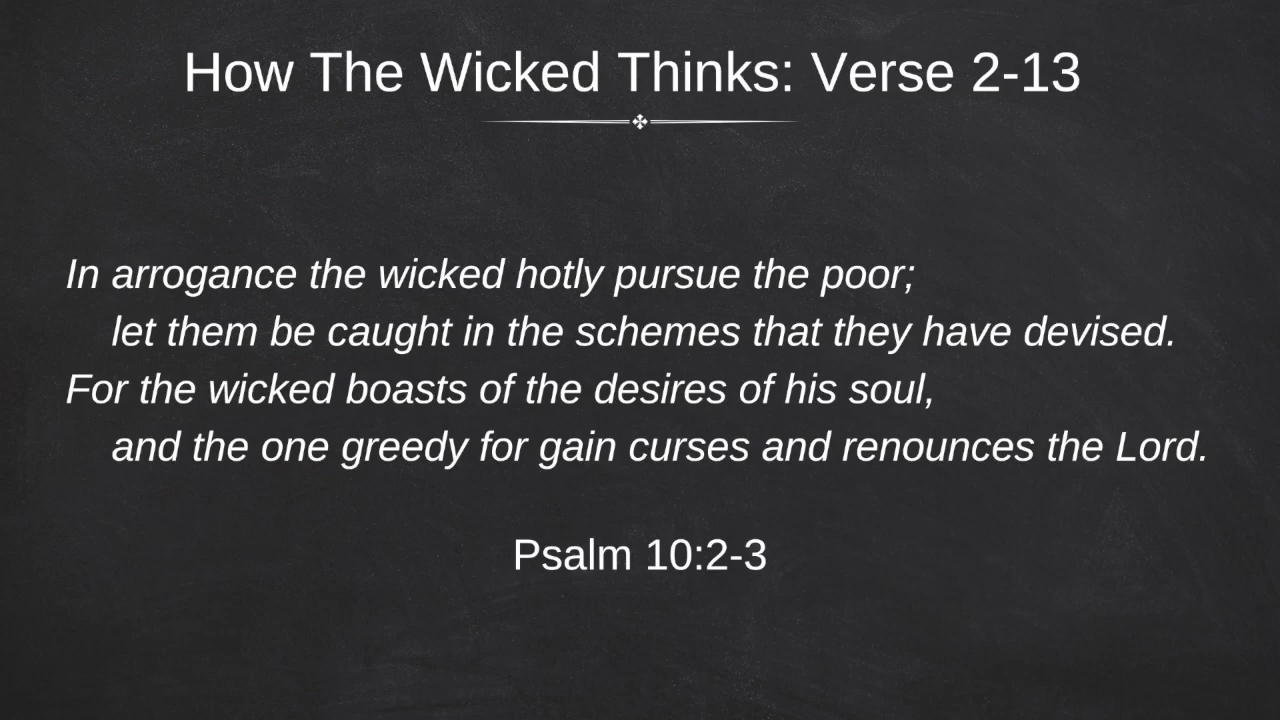 How The Wicked Thinks: Verse 2-13
In arrogance the wicked hotly pursue the poor;
let them be caught in the schemes that they have devised.
For the wicked boasts of the desires of his soul,
and the one greedy for gain curses and renounces the Lord.
Psalm 10:2-3